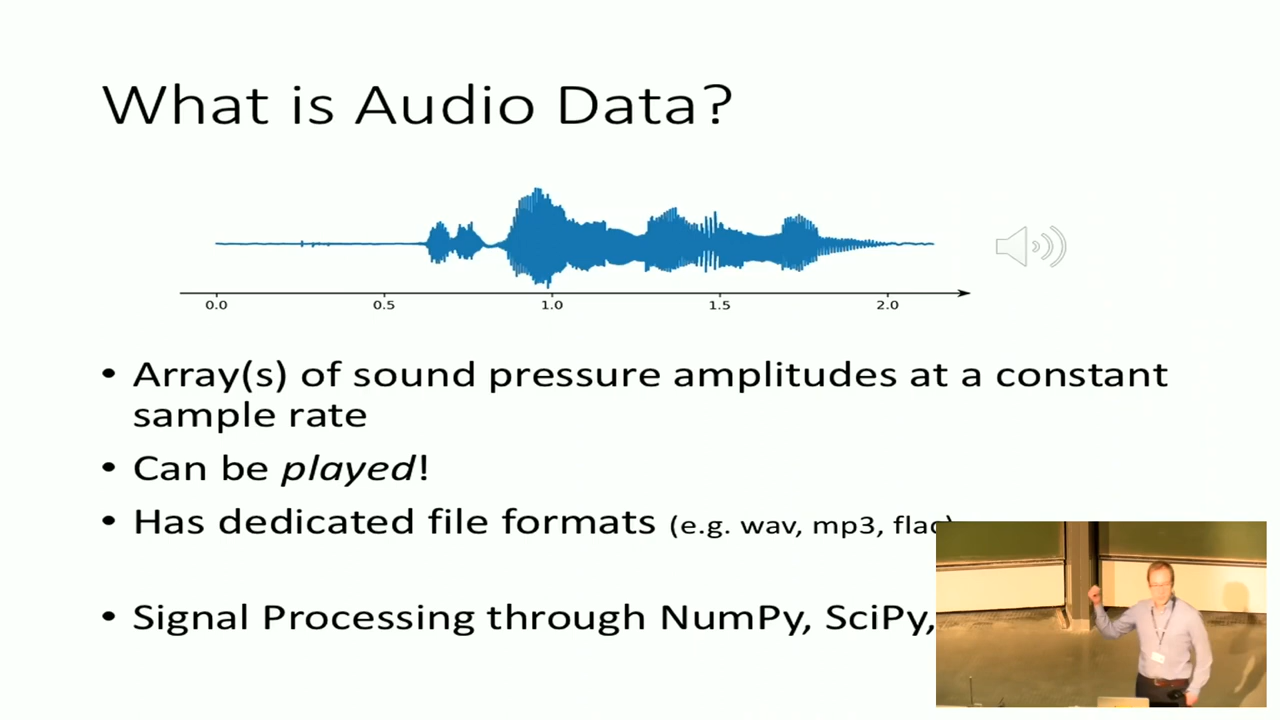 What is Audio Data?
0.0 0.5 1.0 1.5 2.0
• Array(s) of sound pressure amplitudes at a constant
sample rate
• Can be played!
• Has dedicated file formats (e.g. wav, mp3, flac)
• Signal Processing through NumPy, SciPy,